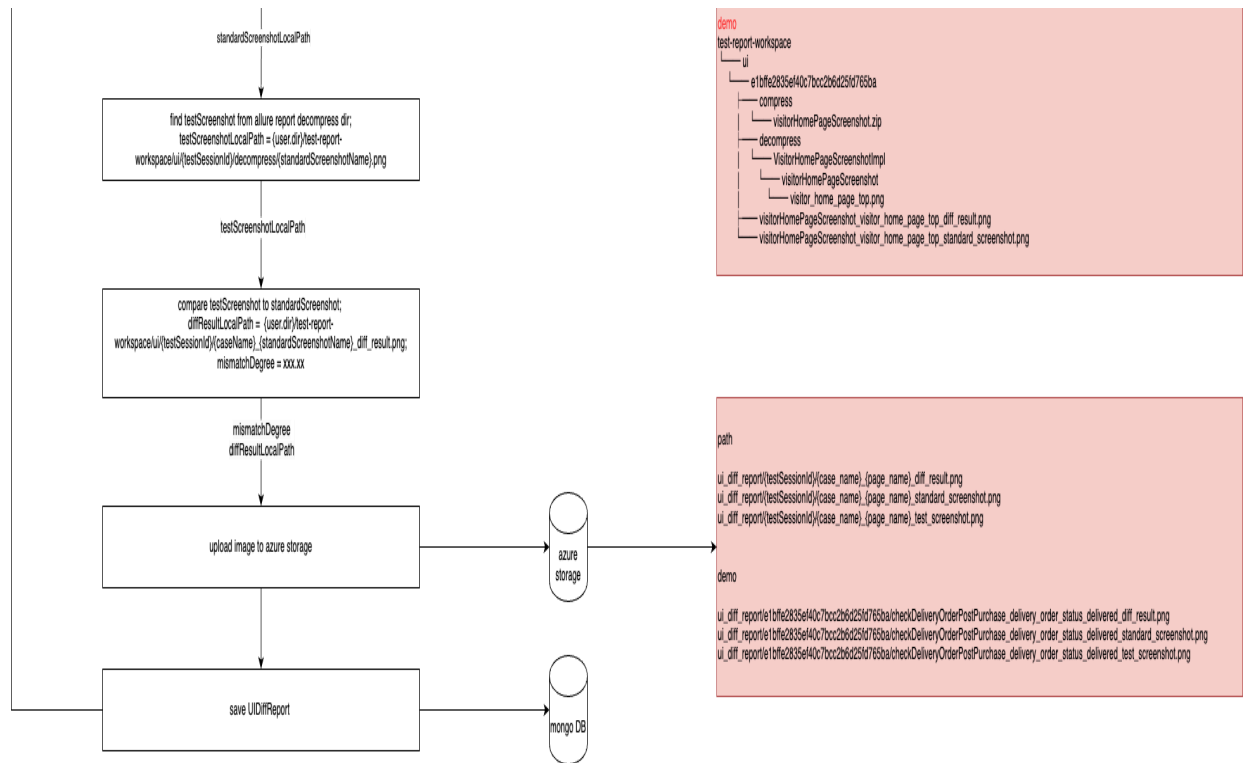 standardScreenshotLocalPath
find testScreenshot from allure report decompress dir;
testScreenshotLocalPath = {user.dir}/test-report-
workspace/ui/{testSessionId}/decompress/{standardScreenshotName}.png
testScreenshotLocalPath
compare testScreenshot to standardScreenshot;
diffResultLocalPath = {user.dir}/test-report-
workspace/ui/{testSessionId}/{caseName}_{standardScreenshotName}_diff_result.png;
mismatchDegree = xxx.xx
mismatchDegree
diffResultLocalPath
upload image to azure storage
azure
storage
save UIDiffReport
mongo DB
demo
test-report-workspace
└── ui
└── e1bffe2835ef40c7bcc2b6d25fd765ba
├── compress
│ └── visitorHomePageScreenshot.zip
├── decompress
│ └── VisitorHomePageScreenshotImpl
│ └── visitorHomePageScreenshot
│ └── visitor_home_page_top.png
├── visitorHomePageScreenshot_visitor_home_page_top_diff_result.png
└── visitorHomePageScreenshot_visitor_home_page_top_standard_screenshot.png
path
ui_diff_report/{testSessionId}/{case_name}_{page_name}_diff_result.png
ui_diff_report/{testSessionId}/{case_name}_{page_name}_standard_screenshot.png
ui_diff_report/{testSessionId}/{case_name}_{page_name}_test_screenshot.png
demo
ui_diff_report/e1bffe2835ef40c7bcc2b6d25fd765ba/checkDeliveryOrderPostPurchase_delivery_order_status_delivered_diff_result.png
ui_diff_report/e1bffe2835ef40c7bcc2b6d25fd765ba/checkDeliveryOrderPostPurchase_delivery_order_status_delivered_standard_screenshot.png
ui_diff_report/e1bffe2835ef40c7bcc2b6d25fd765ba/checkDeliveryOrderPostPurchase_delivery_order_status_delivered_test_screenshot.png